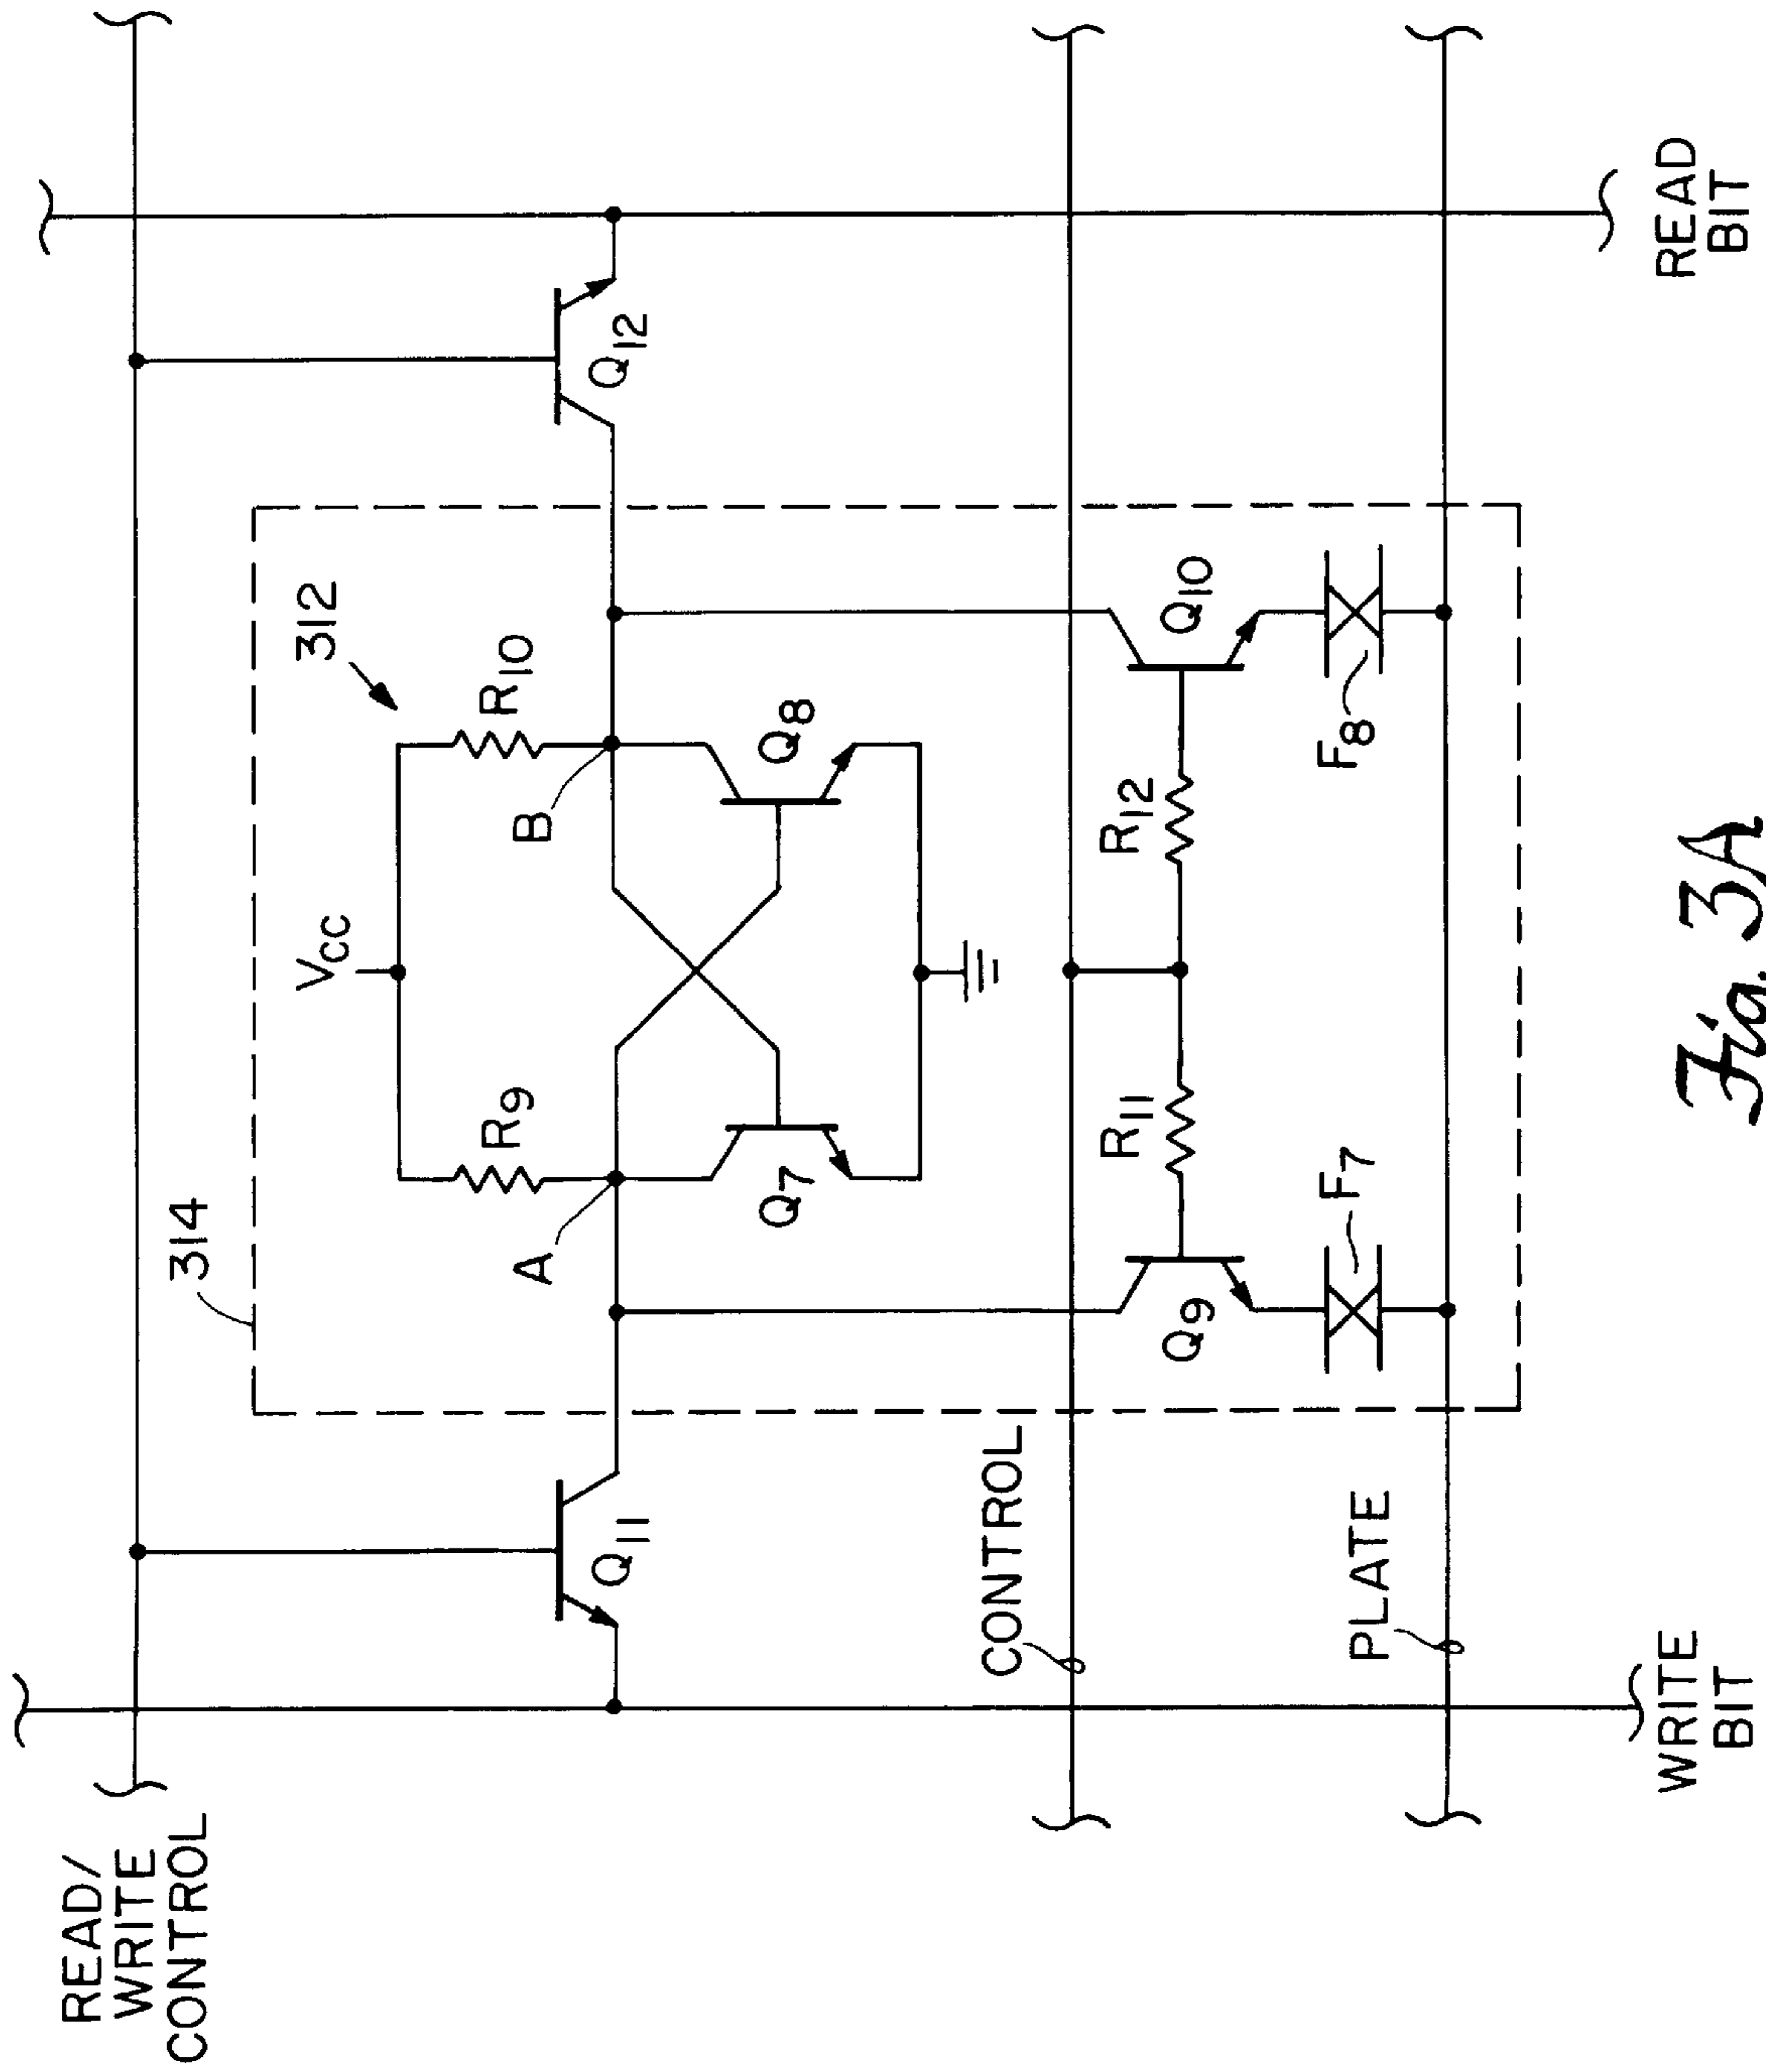 READ/
WRITE
CONTROL
314
312
VCC
R9
R10
A
B
Q7
Q8
Q11
Q12
CONTROL
R11
R12
Q9
Q10
PLATE
F7
F8
WRITE
BIT
READ
BIT
Fig. 3A